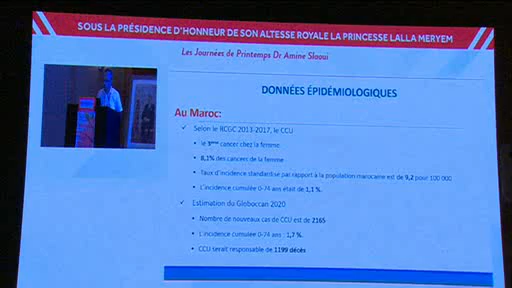 SOUS LA PRÉSIDENCE D'HONNEUR DE SON ALTESSE ROYALE LA PRINCESSE LALLA MERYEM
Les Journées de Printemps Dr Amine Slaoui
DONNÉES ÉPIDÉMIOLOGIQUES
Au Maroc:
✓ Selon le RCGC 2013-2017, le CCU
• le 3ème cancer chez la femme
• 8,1% des cancers de la femme
• Taux d'incidence standardisé par rapport à la population marocaine est de 9,2 pour 100 000
• L'incidence cumulée 0-74 ans était de 1,1 %.
✓ Estimation du Globoccan 2020
• Nombre de nouveaux cas de CCU est de 2165
• L'incidence cumulée 0-74 ans : 1,7 %.
• CCU serait responsable de 1199 décès